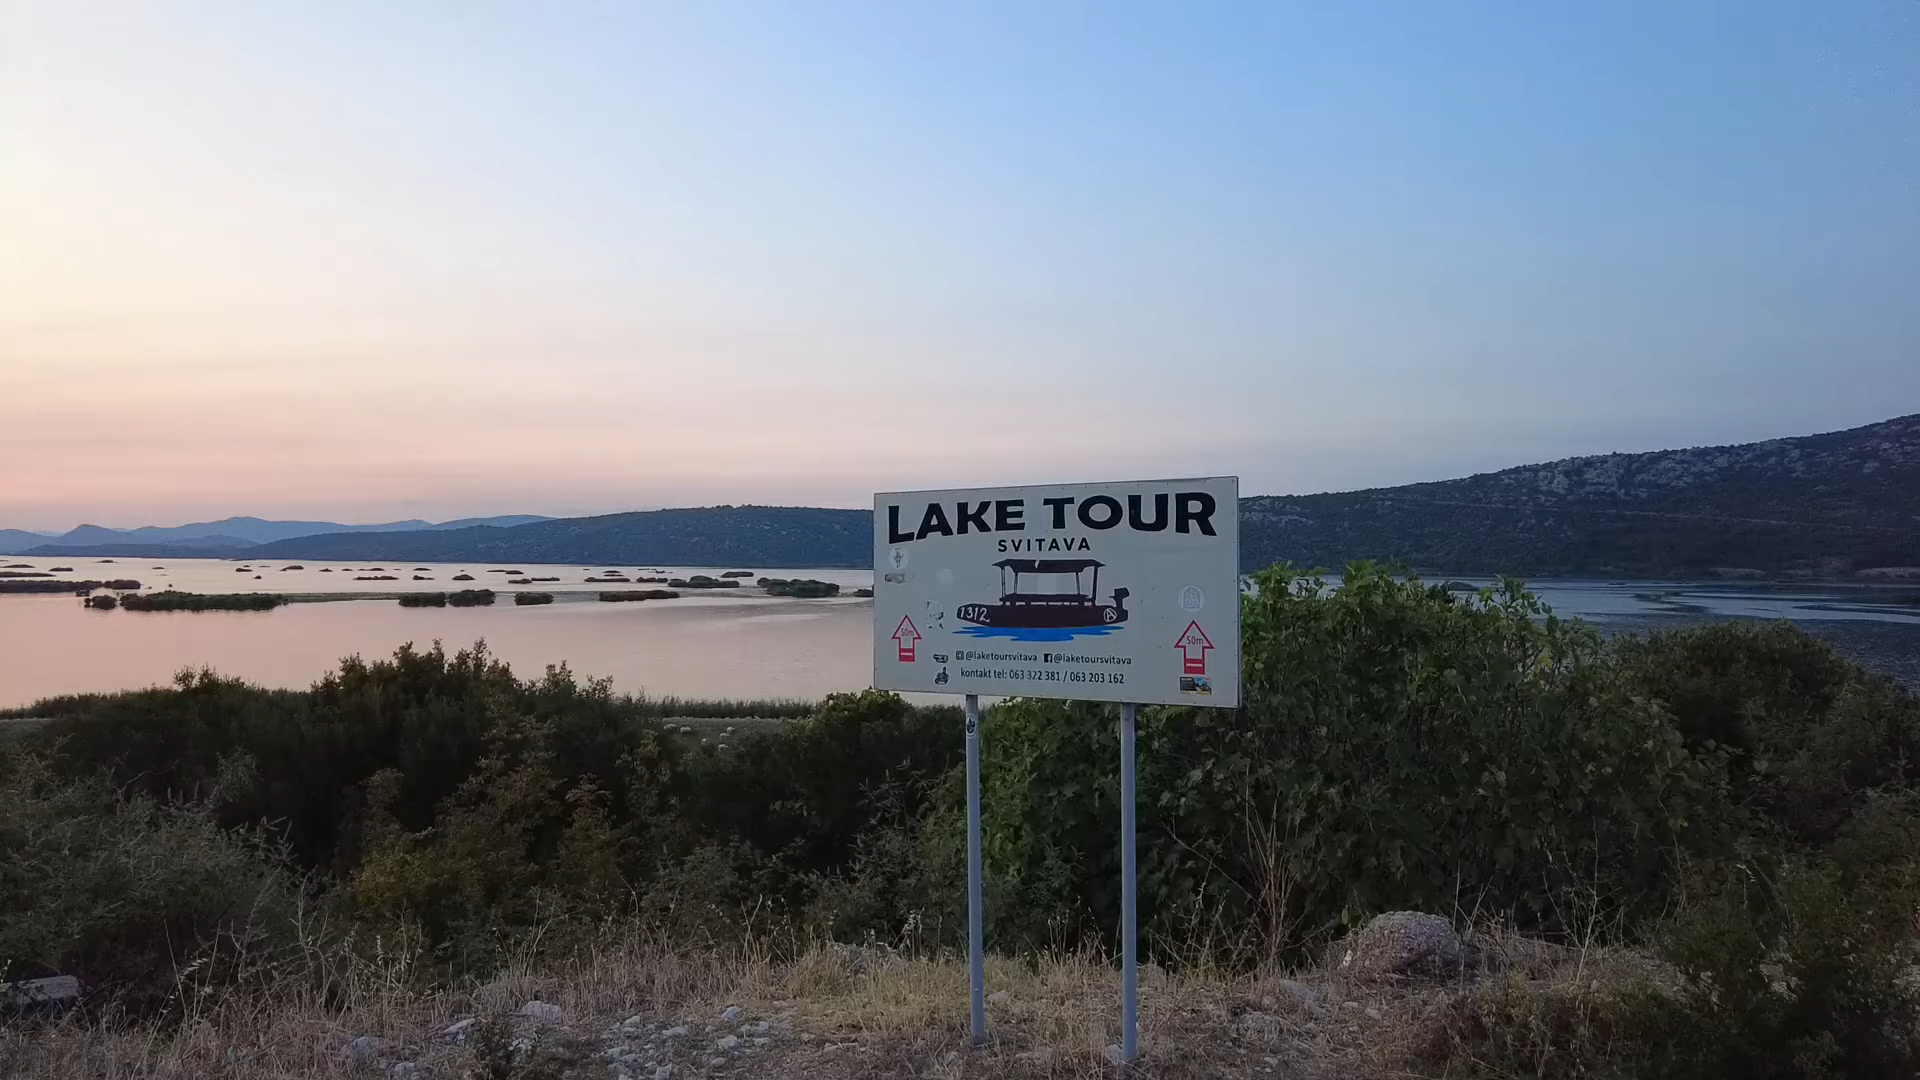 LAKE TOUR
SVITAVA
1312
50m
50m
@laketoursvitava @laketoursvitava
kontakt tel: 063 322 381 / 063 203 162